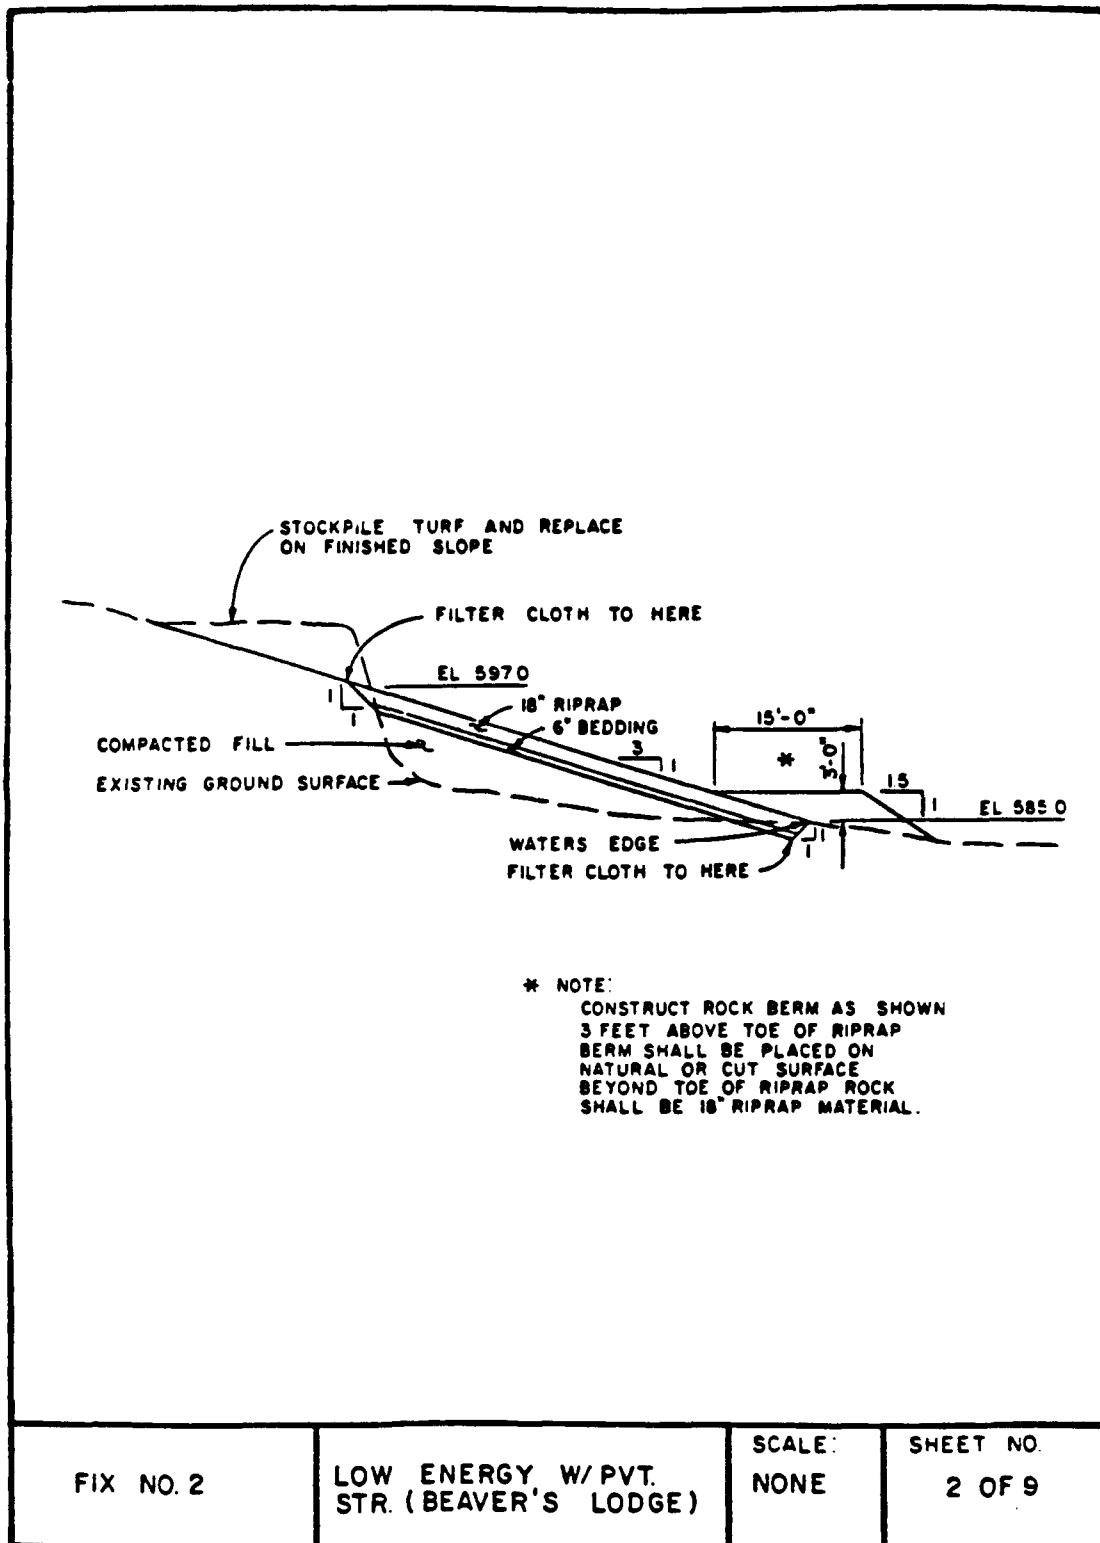 STOCKPILE TURF AND REPLACE
ON FINISHED SLOPE
FILTER CLOTH TO HERE
EL 597.0
1
1
18" RIPRAP
6" BEDDING
3
1
15'-0"
*
3'-0"
1.5
1
COMPACTED FILL
EXISTING GROUND SURFACE
EL 585.0
WATERS EDGE
1
1
FILTER CLOTH TO HERE
* NOTE:
CONSTRUCT ROCK BERM AS SHOWN
3 FEET ABOVE TOE OF RIPRAP
BERM SHALL BE PLACED ON
NATURAL OR CUT SURFACE
BEYOND TOE OF RIPRAP ROCK
SHALL BE 18" RIPRAP MATERIAL.
FIX NO. 2
LOW ENERGY W/ PVT.
STR. (BEAVER'S LODGE)
SCALE:
NONE
SHEET NO.
2 OF 9